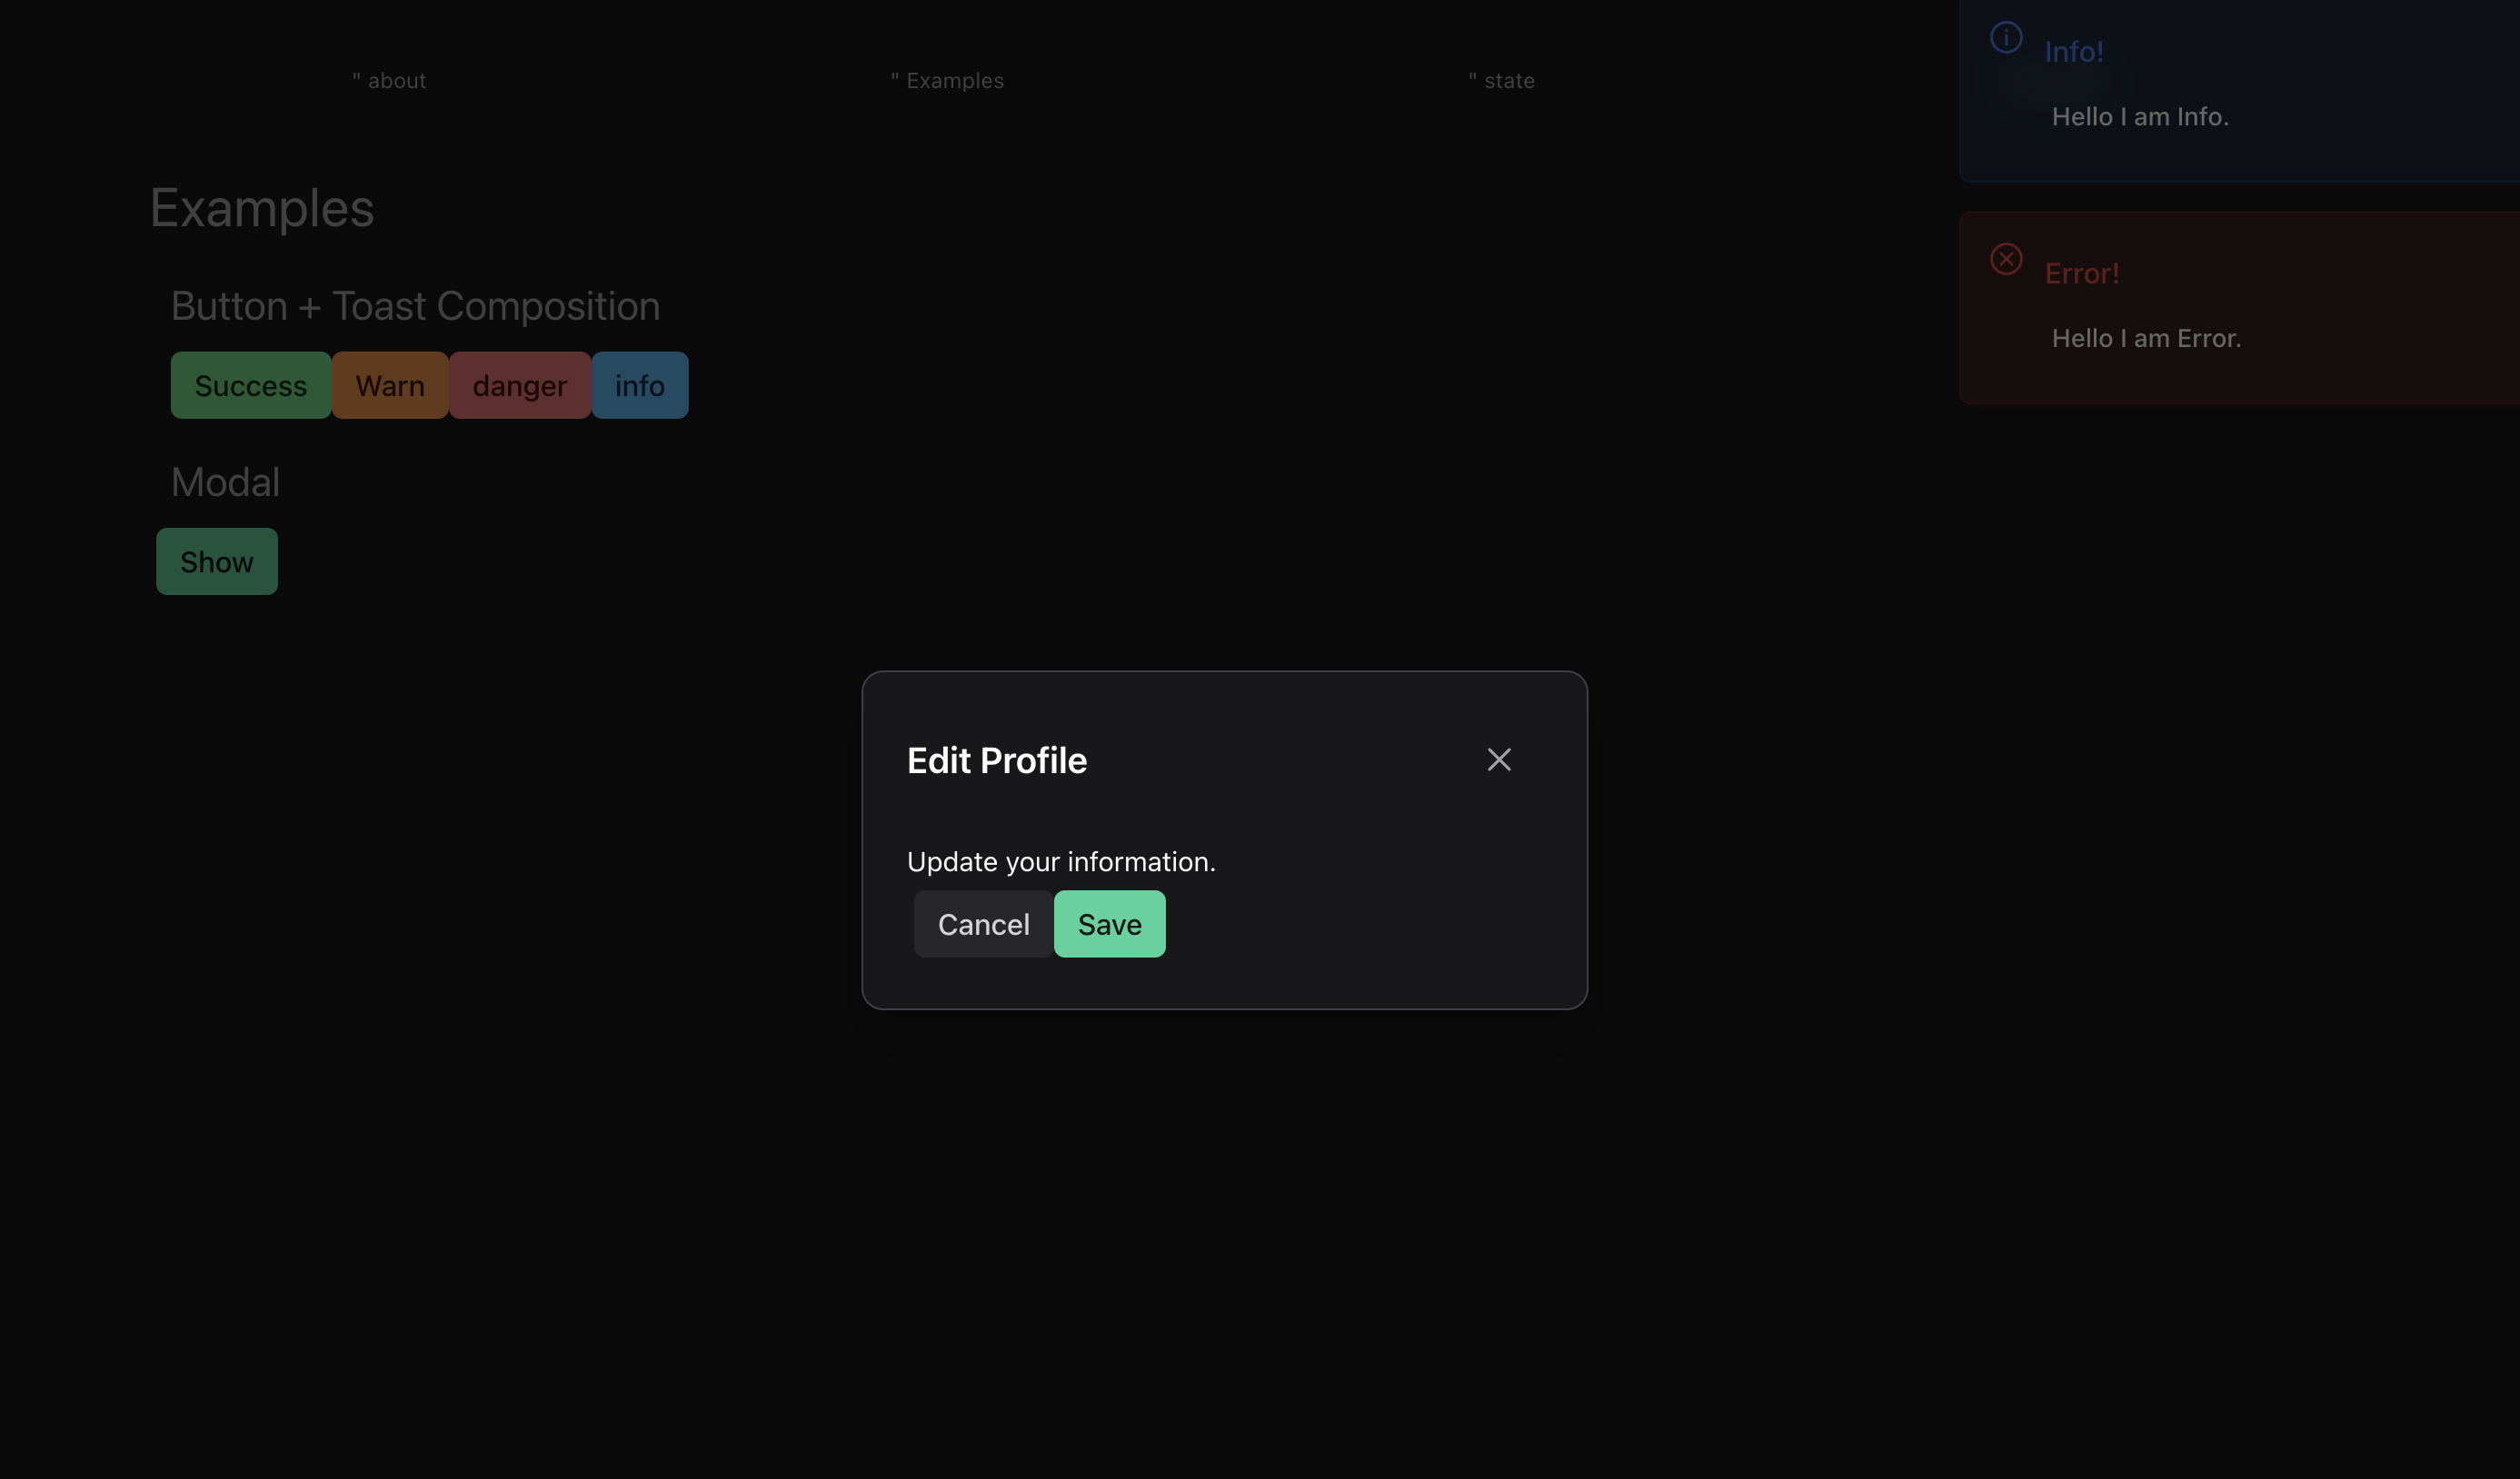 " about
" Examples
" state
Info!
Hello I am Info.
Examples
Error!
Hello I am Error.
Button + Toast Composition
Success Warn danger info
Modal
Show
Edit Profile
Update your information.
Cancel Save